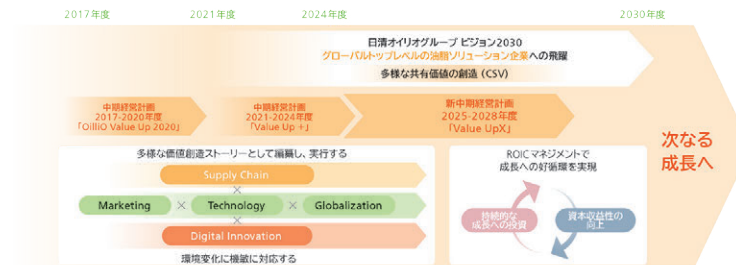 2017年度 2021年度 2024年度 2030年度
日清オイリオグループ ビジョン2030
グローバルトップレベルの油脂ソリューション企業への飛躍
多様な共有価値の創造（CSV）
中期経営計画
2017-2020年度
「OilliO Value Up 2020」
中期経営計画
2021-2024年度
「Value Up +」
新中期経営計画
2025-2028年度
「Value UpX」
次なる
成長へ
多様な価値創造ストーリーとして編纂し、実行する
Supply Chain
×
Marketing × Technology × Globalization
×
Digital Innovation
環境変化に機敏に対応する
ROICマネジメントで
成長への好循環を実現
持続的な
成長への投資
資本収益性の
向上